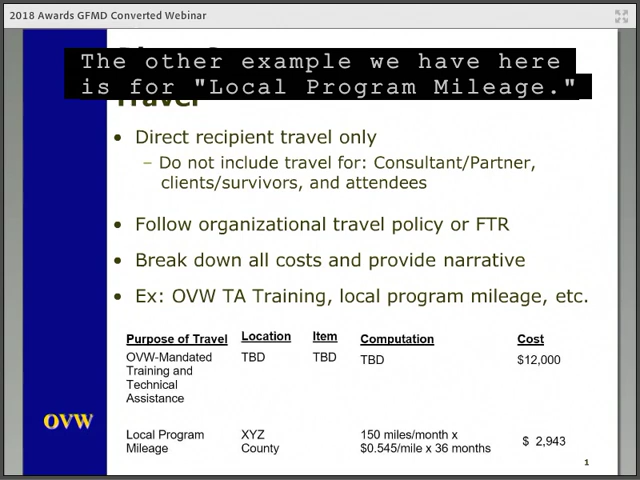 2018 Awards GFMD Converted Webinar
The other example we have here
is for "Local Program Mileage."
Travel
• Direct recipient travel only
– Do not include travel for: Consultant/Partner,
clients/survivors, and attendees
• Follow organizational travel policy or FTR
• Break down all costs and provide narrative
• Ex: OVW TA Training, local program mileage, etc.
Purpose of Travel Location Item Computation Cost
OVW-Mandated TBD TBD TBD $12,000
Training and
Technical
Assistance
OVW
Local Program XYZ 150 miles/month x $ 2,943
Mileage County $0.545/mile x 36 months
1